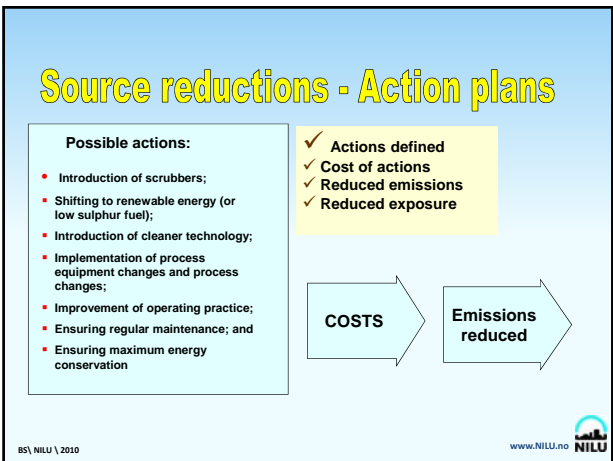 Source reductions - Action plans
Possible actions:
• Introduction of scrubbers;
▪ Shifting to renewable energy (or
low sulphur fuel);
▪ Introduction of cleaner technology;
▪ Implementation of process
equipment changes and process
changes;
▪ Improvement of operating practice;
▪ Ensuring regular maintenance; and
▪ Ensuring maximum energy
conservation
✓ Actions defined
✓ Cost of actions
✓ Reduced emissions
✓ Reduced exposure
COSTS
Emissions
reduced
BS\ NILU \ 2010
www.NILU.no
NILU